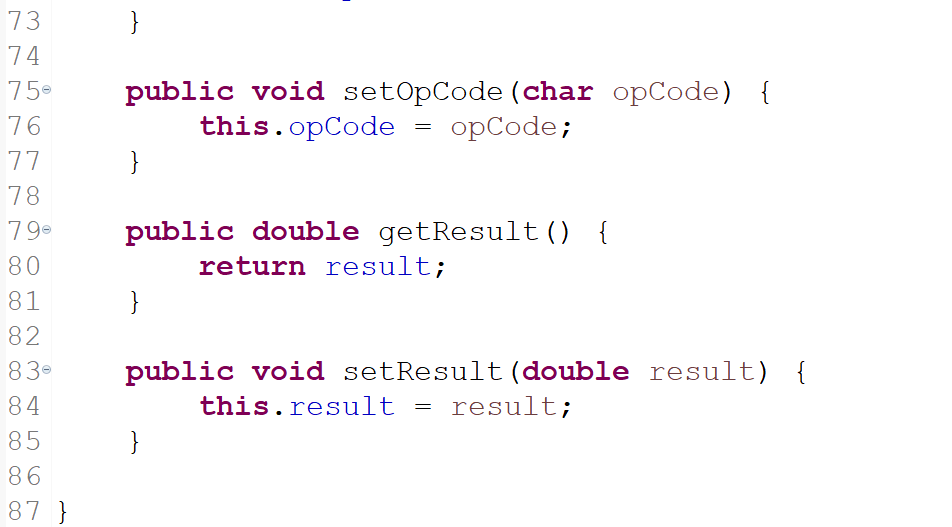 73 }
74
75 public void setOpCode(char opCode) {
76 this.opCode = opCode;
77 }
78
79 public double getResult() {
80 return result;
81 }
82
83 public void setResult(double result) {
84 this.result = result;
85 }
86
87 }